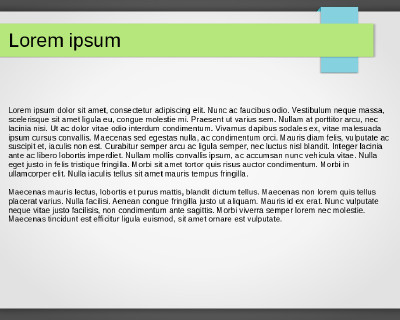 Lorem ipsum
Lorem ipsum dolor sit amet, consectetur adipiscing elit. Nunc ac faucibus odio. Vestibulum neque massa,
scelerisque sit amet ligula eu, congue molestie mi. Praesent ut varius sem. Nullam at porttitor arcu, nec
lacinia nisi. Ut ac dolor vitae odio interdum condimentum. Vivamus dapibus sodales ex, vitae malesuada
ipsum cursus convallis. Maecenas sed egestas nulla, ac condimentum orci. Mauris diam felis, vulputate ac
suscipit et, iaculis non est. Curabitur semper arcu ac ligula semper, nec luctus nisl blandit. Integer lacinia
ante ac libero lobortis imperdiet. Nullam mollis convallis ipsum, ac accumsan nunc vehicula vitae. Nulla
eget justo in felis tristique fringilla. Morbi sit amet tortor quis risus auctor condimentum. Morbi in
ullamcorper elit. Nulla iaculis tellus sit amet mauris tempus fringilla.
Maecenas mauris lectus, lobortis et purus mattis, blandit dictum tellus. Maecenas non lorem quis tellus
placerat varius. Nulla facilisi. Aenean congue fringilla justo ut aliquam. Mauris id ex erat. Nunc vulputate
neque vitae justo facilisis, non condimentum ante sagittis. Morbi viverra semper lorem nec molestie.
Maecenas tincidunt est efficitur ligula euismod, sit amet ornare est vulputate.